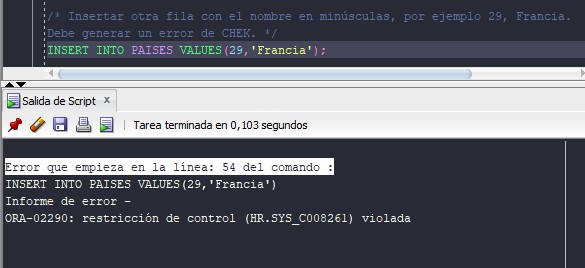 /* Insertar otra fila con el nombre en minúsculas, por ejemplo 29, Francia.
Debe generar un error de CHEK. */
INSERT INTO PAISES VALUES(29,'Francia');
Salida de Script x
Tarea terminada en 0,103 segundos
Error que empieza en la línea: 54 del comando :
INSERT INTO PAISES VALUES(29,'Francia')
Informe de error -
ORA-02290: restricción de control (HR.SYS_C008261) violada